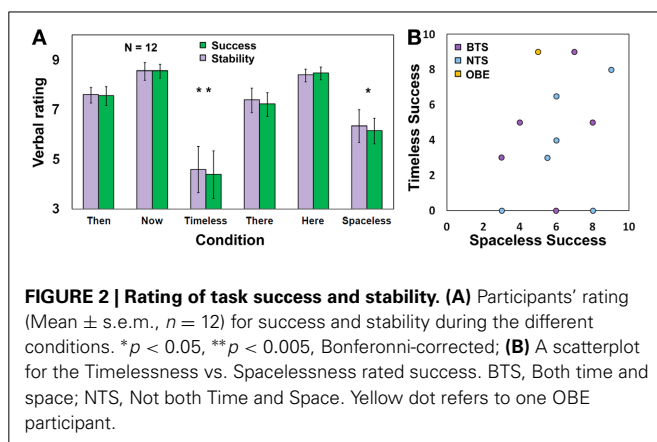 A
N = 12
Success
Stability
* *
*
Verbal rating
9
7
5
3
Then Now Timeless There Here Spaceless
Condition
B
BTS
NTS
OBE
Timeless Success
10
8
6
4
2
0
0 2 4 6 8 10
Spaceless Success
FIGURE 2 | Rating of task success and stability. (A) Participants’ rating
(Mean ± s.e.m., n = 12) for success and stability during the different
conditions. *p < 0.05, **p < 0.005, Bonferonni-corrected; (B) A scatterplot
for the Timelessness vs. Spacelessness rated success. BTS, Both time and
space; NTS, Not both Time and Space. Yellow dot refers to one OBE
participant.